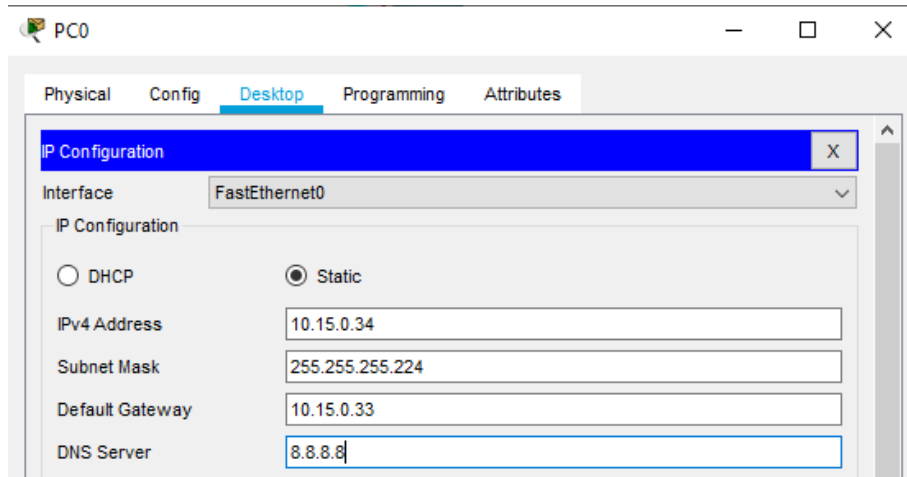 PC0
Physical Config Desktop Programming Attributes
IP Configuration X
Interface FastEthernet0
IP Configuration
DHCP Static
IPv4 Address 10.15.0.34
Subnet Mask 255.255.255.224
Default Gateway 10.15.0.33
DNS Server 8.8.8.8